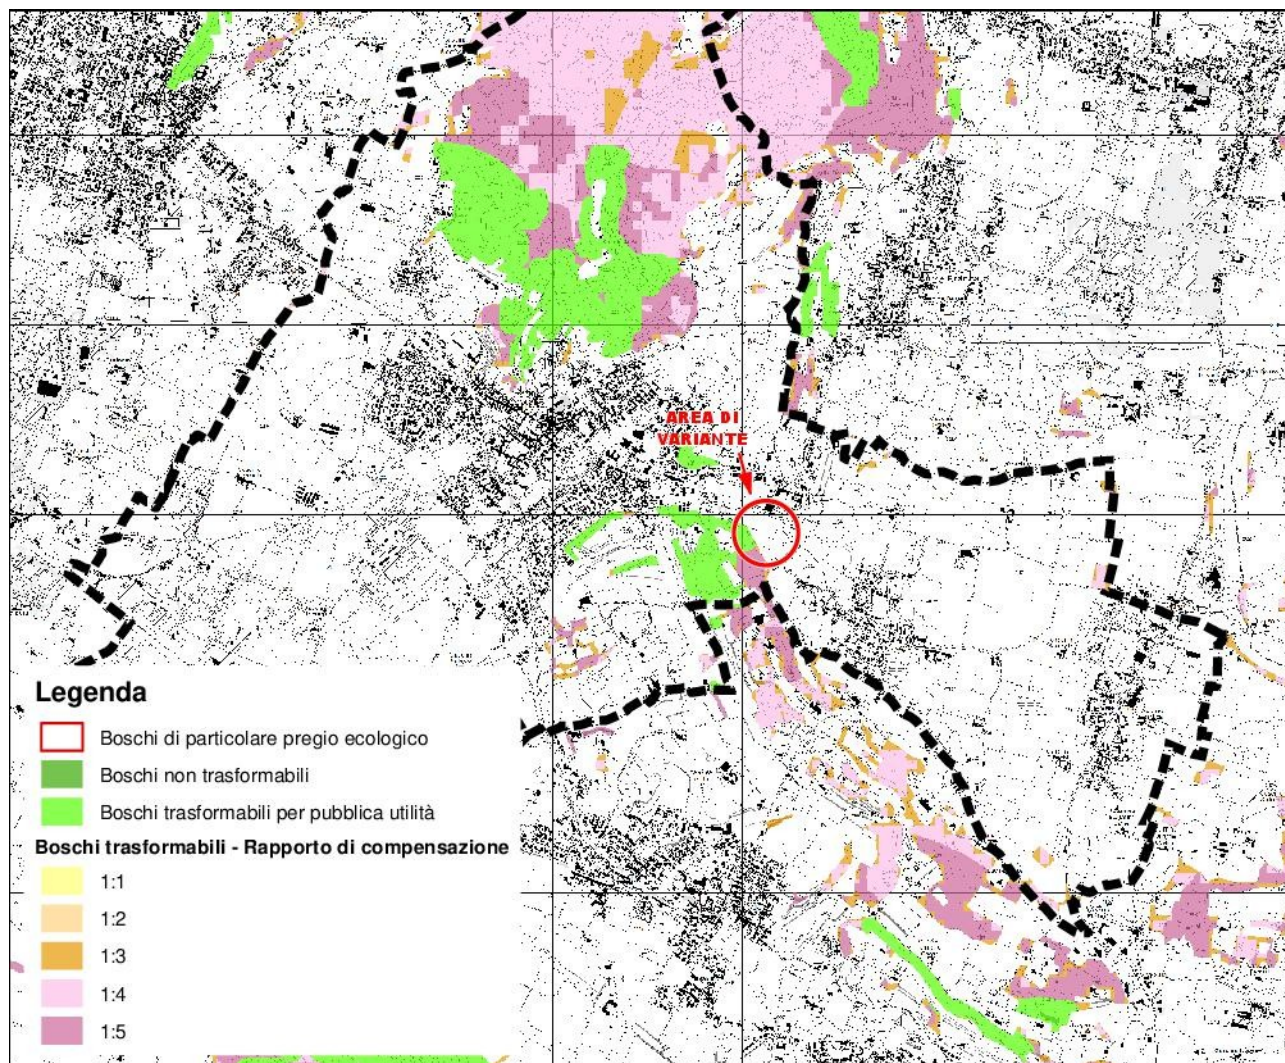 AREA DI
VARIANTE
Legenda
Boschi di particolare pregio ecologico
Boschi non trasformabili
Boschi trasformabili per pubblica utilità
Boschi trasformabili - Rapporto di compensazione
1:1
1:2
1:3
1:4
1:5